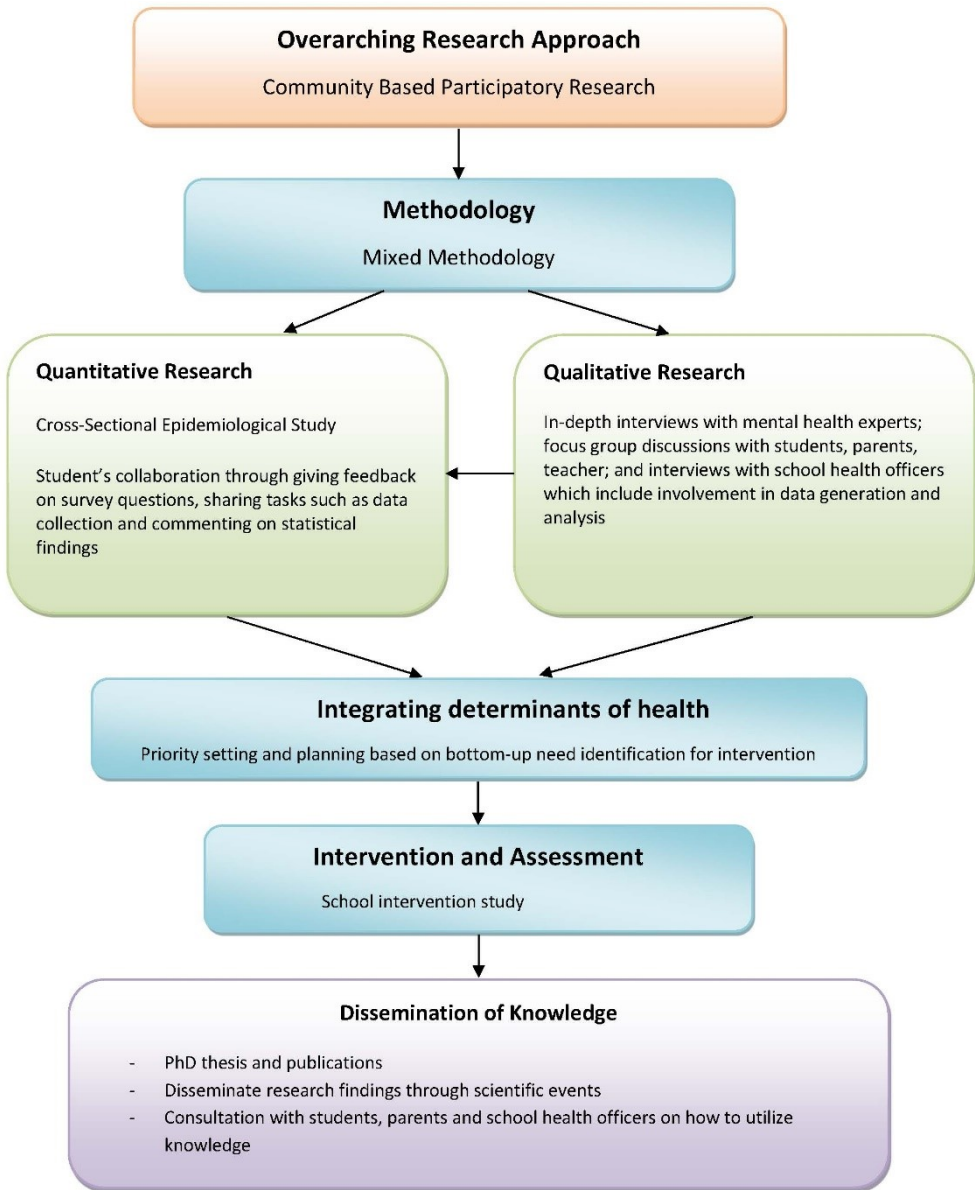 Overarching Research Approach
Community Based Participatory Research
Methodology
Mixed Methodology
Quantitative Research
Cross-Sectional Epidemiological Study
Student’s collaboration through giving feedback
on survey questions, sharing tasks such as data
collection and commenting on statistical
findings
Qualitative Research
In-depth interviews with mental health experts;
focus group discussions with students, parents,
teacher; and interviews with school health officers
which include involvement in data generation and
analysis
Integrating determinants of health
Priority setting and planning based on bottom-up need identification for intervention
Intervention and Assessment
School intervention study
Dissemination of Knowledge
- PhD thesis and publications
- Disseminate research findings through scientific events
- Consultation with students, parents and school health officers on how to utilize
knowledge